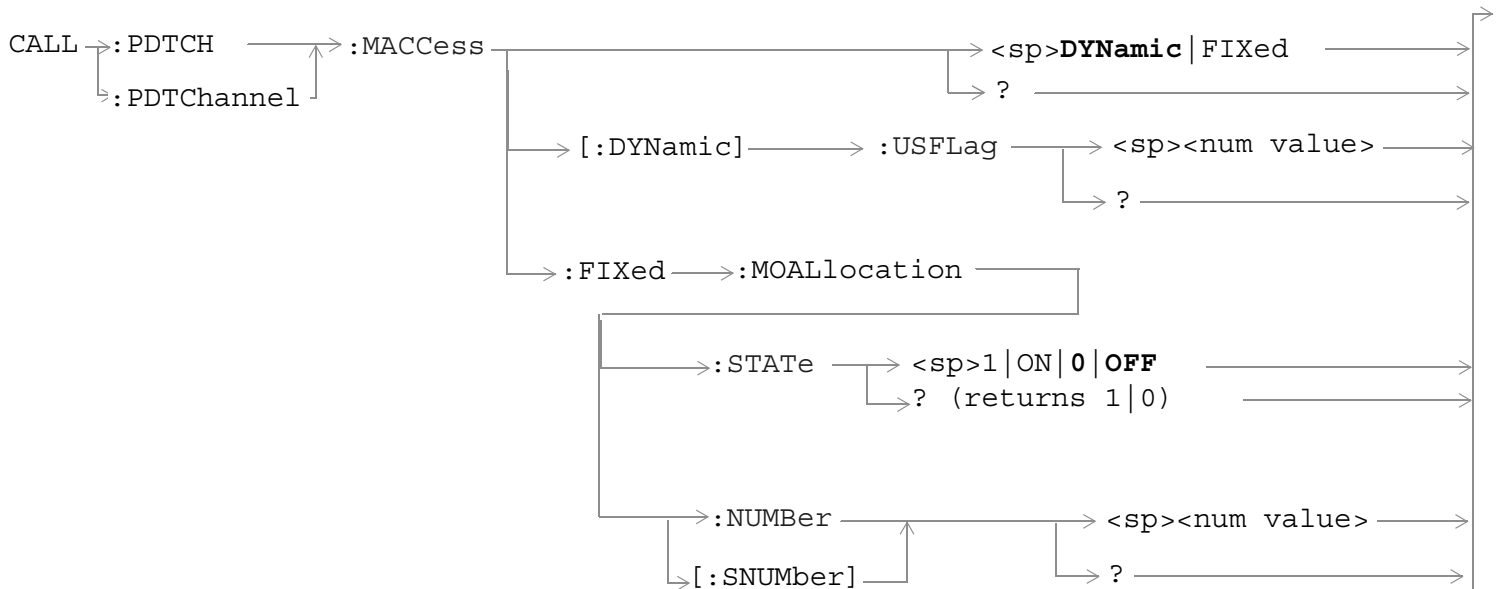 CALL :PDTCH :MACCess <sp>DYNamic|FIXed
:PDTChannel ?
[:DYNamic] :USFLag <sp><num value>
?
:FIXed :MOALlocation
:STATe <sp>1|ON|0|OFF
? (returns 1|0)
:NUMBer <sp><num value>
[:SNUMber] ?